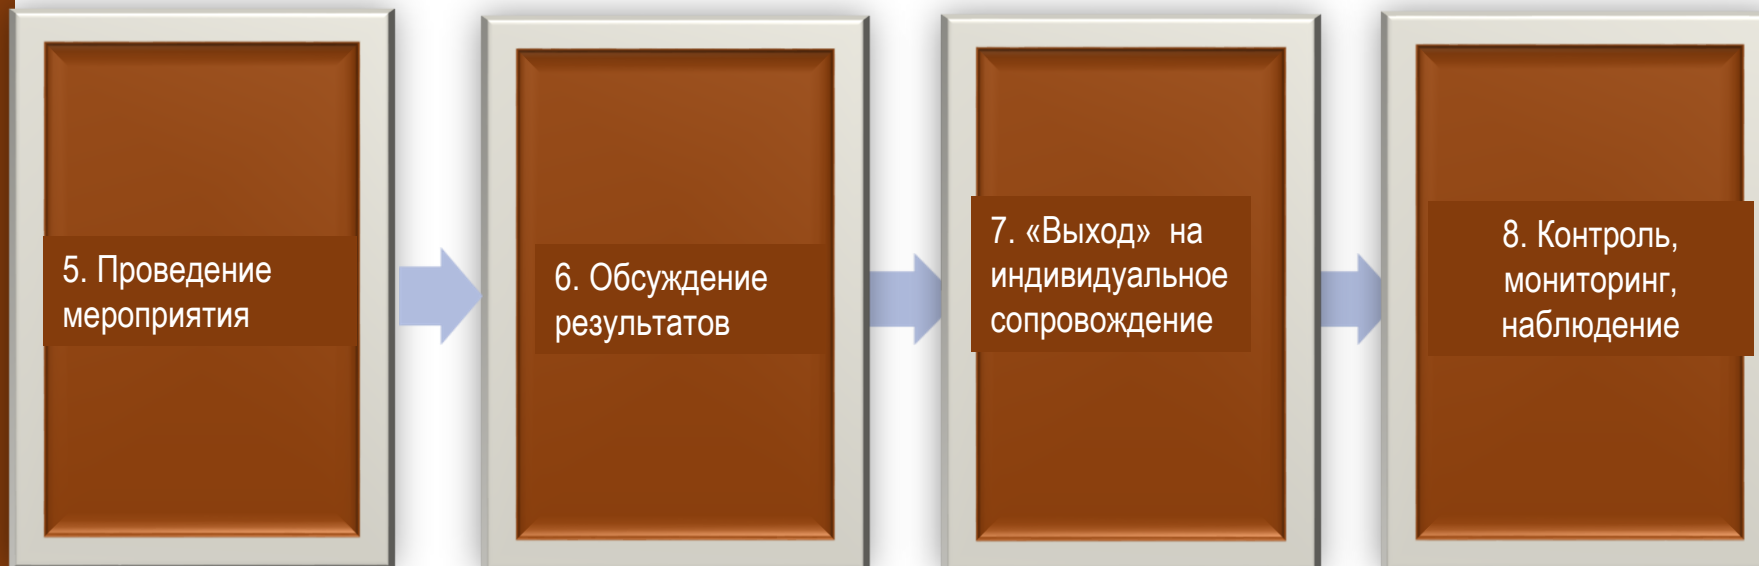 5. Проведение
мероприятия
6. Обсуждение
результатов
7. «Выход» на
индивидуальное
сопровождение
8. Контроль,
мониторинг,
наблюдение